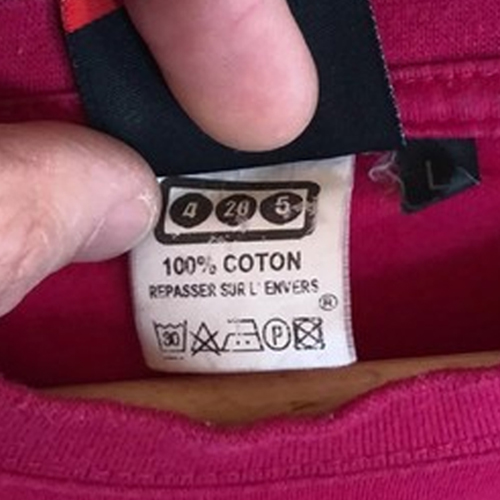 4 20 5
100% COTON
REPASSER SUR L'ENVERS
®
30 P
L